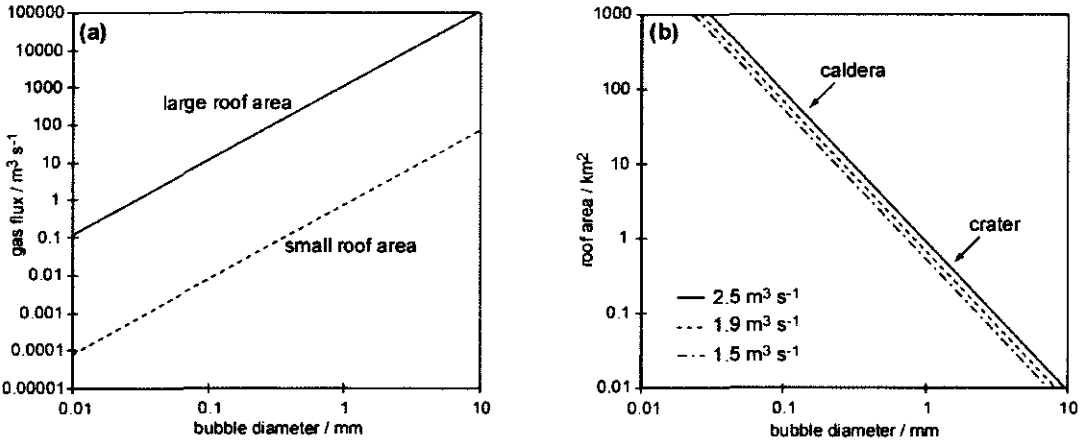 (a)
gas flux / m³ s⁻¹
100000
10000
1000
100
10
1
0.1
0.01
0.001
0.0001
0.00001
large roof area
small roof area
0.01 0.1 1 10
bubble diameter / mm
(b)
roof area / km²
1000
100
10
1
0.1
0.01
caldera
crater
2.5 m³ s⁻¹
1.9 m³ s⁻¹
1.5 m³ s⁻¹
0.01 0.1 1 10
bubble diameter / mm